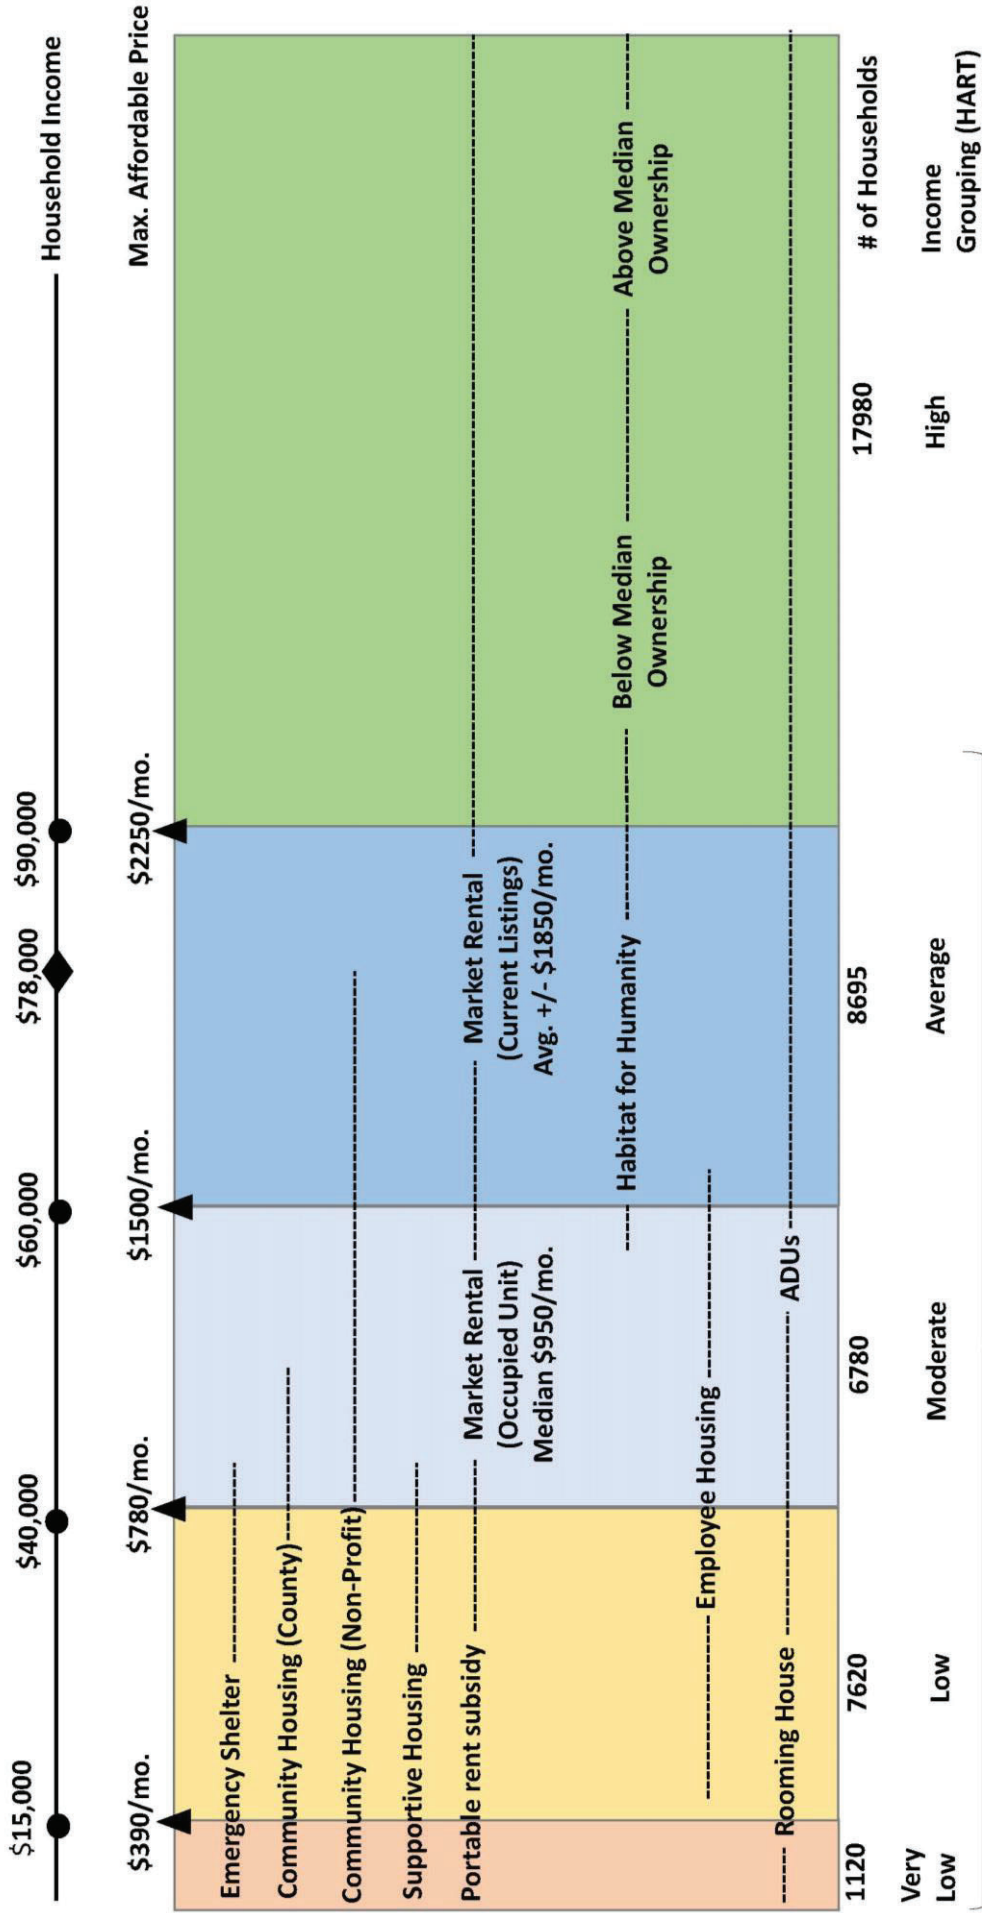 $15,000
$40,000
$60,000
$78,000
$90,000
Household Income
$390/mo.
$780/mo.
$1500/mo.
$2250/mo.
Max. Affordable Price
Emergency Shelter
Community Housing (County)
Community Housing (Non-Profit)
Supportive Housing
Portable rent subsidy
Market Rental
(Occupied Unit)
Median $950/mo.
Market Rental
(Current Listings)
Avg. +/- $1850/mo.
Habitat for Humanity
Below Median
Ownership
Above Median
Ownership
Employee Housing
Rooming House
ADUs
1120
7620
6780
8695
17980
# of Households
Very
Low
Low
Moderate
Average
High
Income
Grouping (HART)